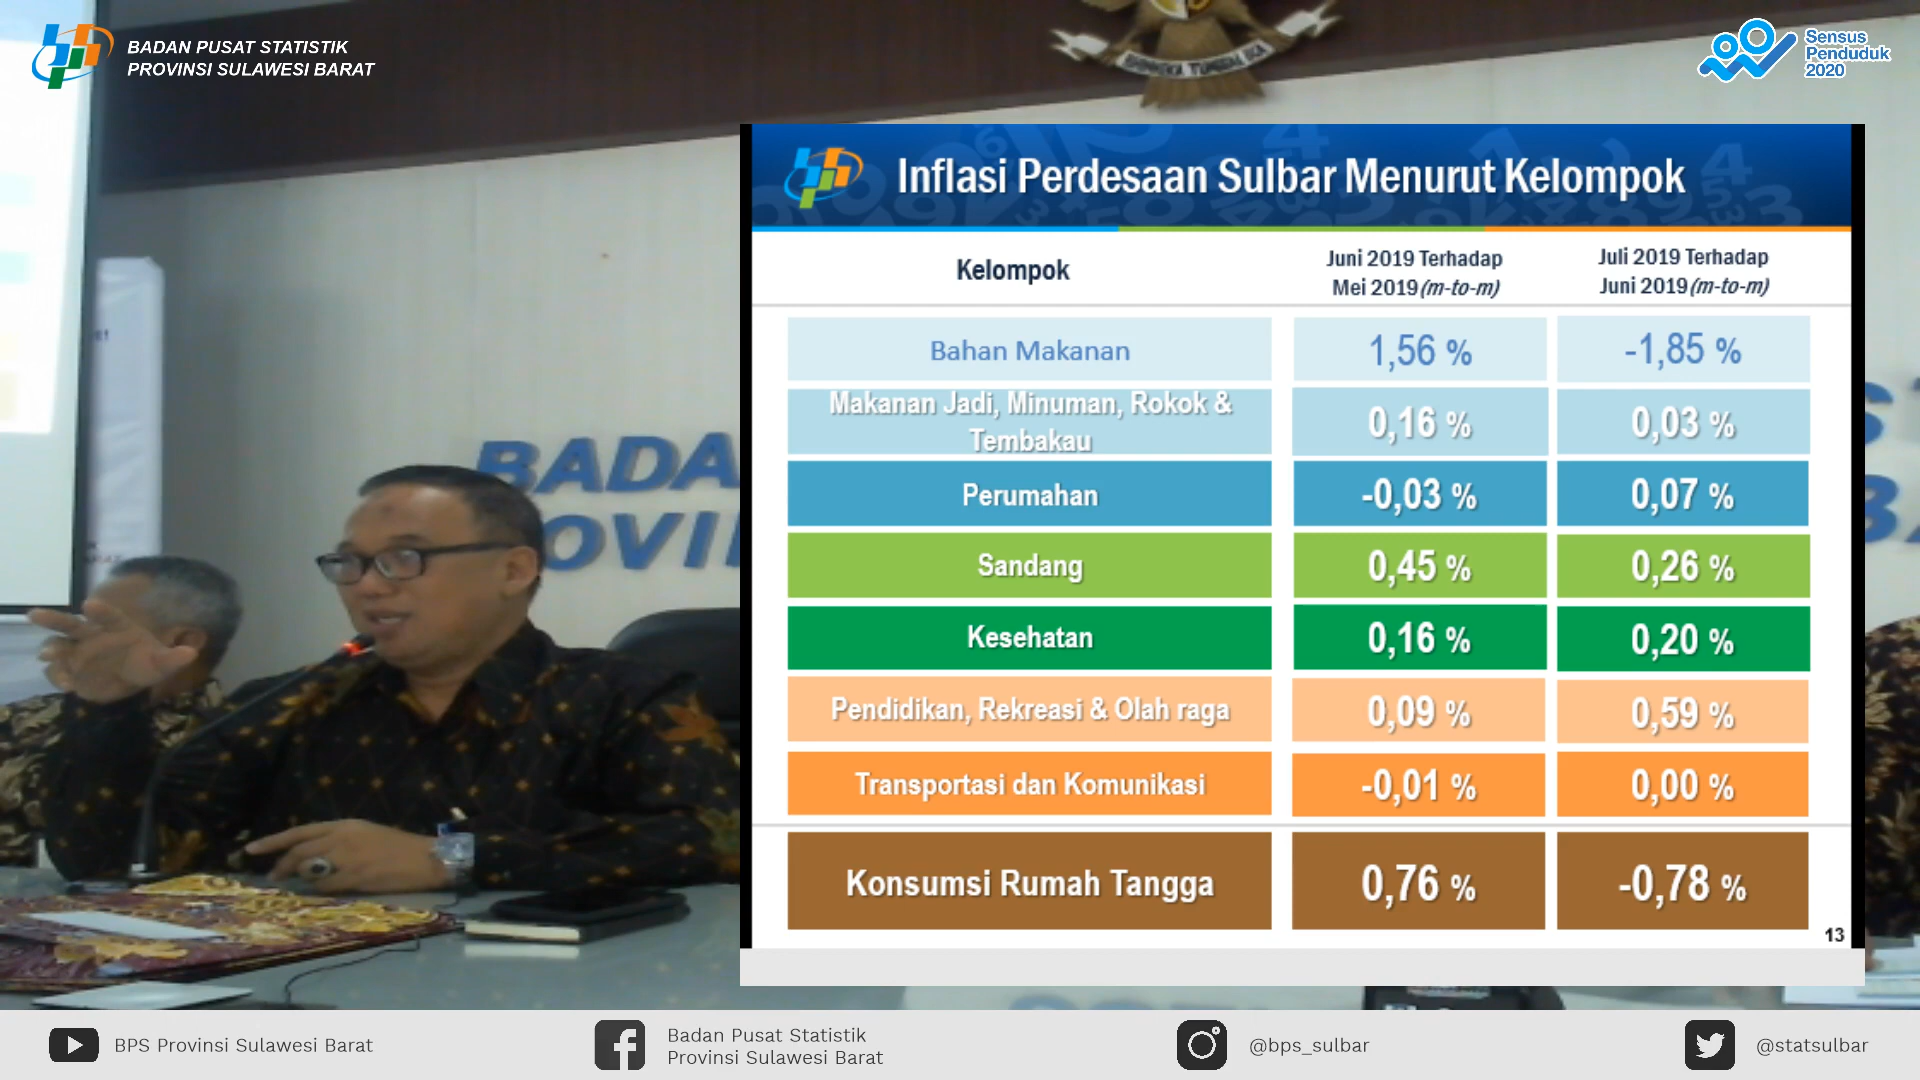 BADAN PUSAT STATISTIK
PROVINSI SULAWESI BARAT
Sensus
Penduduk
2020
Inflasi Perdesaan Sulbar Menurut Kelompok
Kelompok
Juni 2019 Terhadap
Mei 2019 (m-to-m)
Juli 2019 Terhadap
Juni 2019 (m-to-m)
Bahan Makanan 1,56 % -1,85 %
Makanan Jadi, Minuman, Rokok &
Tembakau
0,16 % 0,03 %
Perumahan -0,03 % 0,07 %
Sandang 0,45 % 0,26 %
Kesehatan 0,16 % 0,20 %
Pendidikan, Rekreasi & Olah raga 0,09 % 0,59 %
Transportasi dan Komunikasi -0,01 % 0,00 %
Konsumsi Rumah Tangga 0,76 % -0,78 %
13
BADA
OVI
BPS Provinsi Sulawesi Barat
Badan Pusat Statistik
Provinsi Sulawesi Barat
@bps_sulbar
@statsulbar